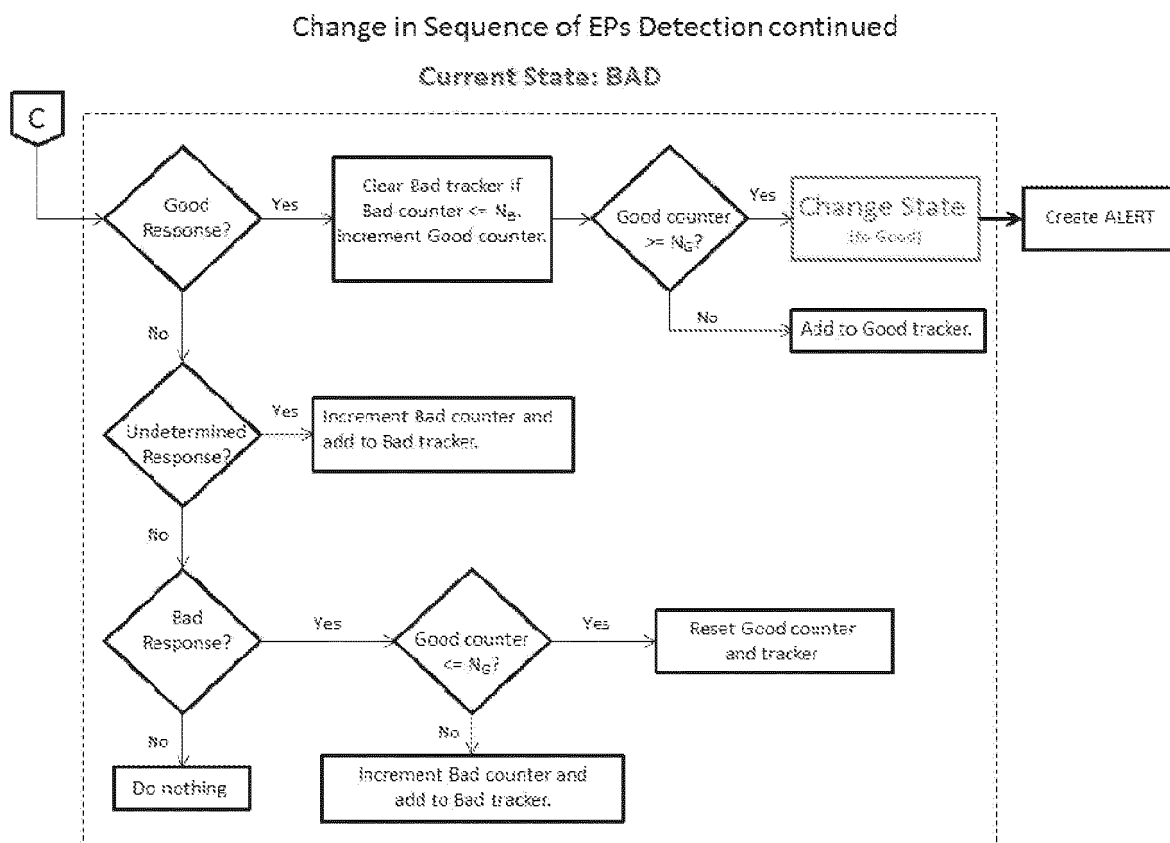 Change in Sequence of EPs Detection continued
Current State: BAD
C
Good
Response?
Yes
Clear Bad tracker if
Bad counter <= NB.
Increment Good counter.
Good counter
>= NG?
Yes
Change State
(to Good)
Create ALERT
No
Add to Good tracker.
No
Undetermined
Response?
Yes
Increment Bad counter and
add to Bad tracker.
No
Bad
Response?
Yes
Good counter
<= NG?
Yes
Reset Good counter
and tracker
No
Do nothing
No
Increment Bad counter and
add to Bad tracker.